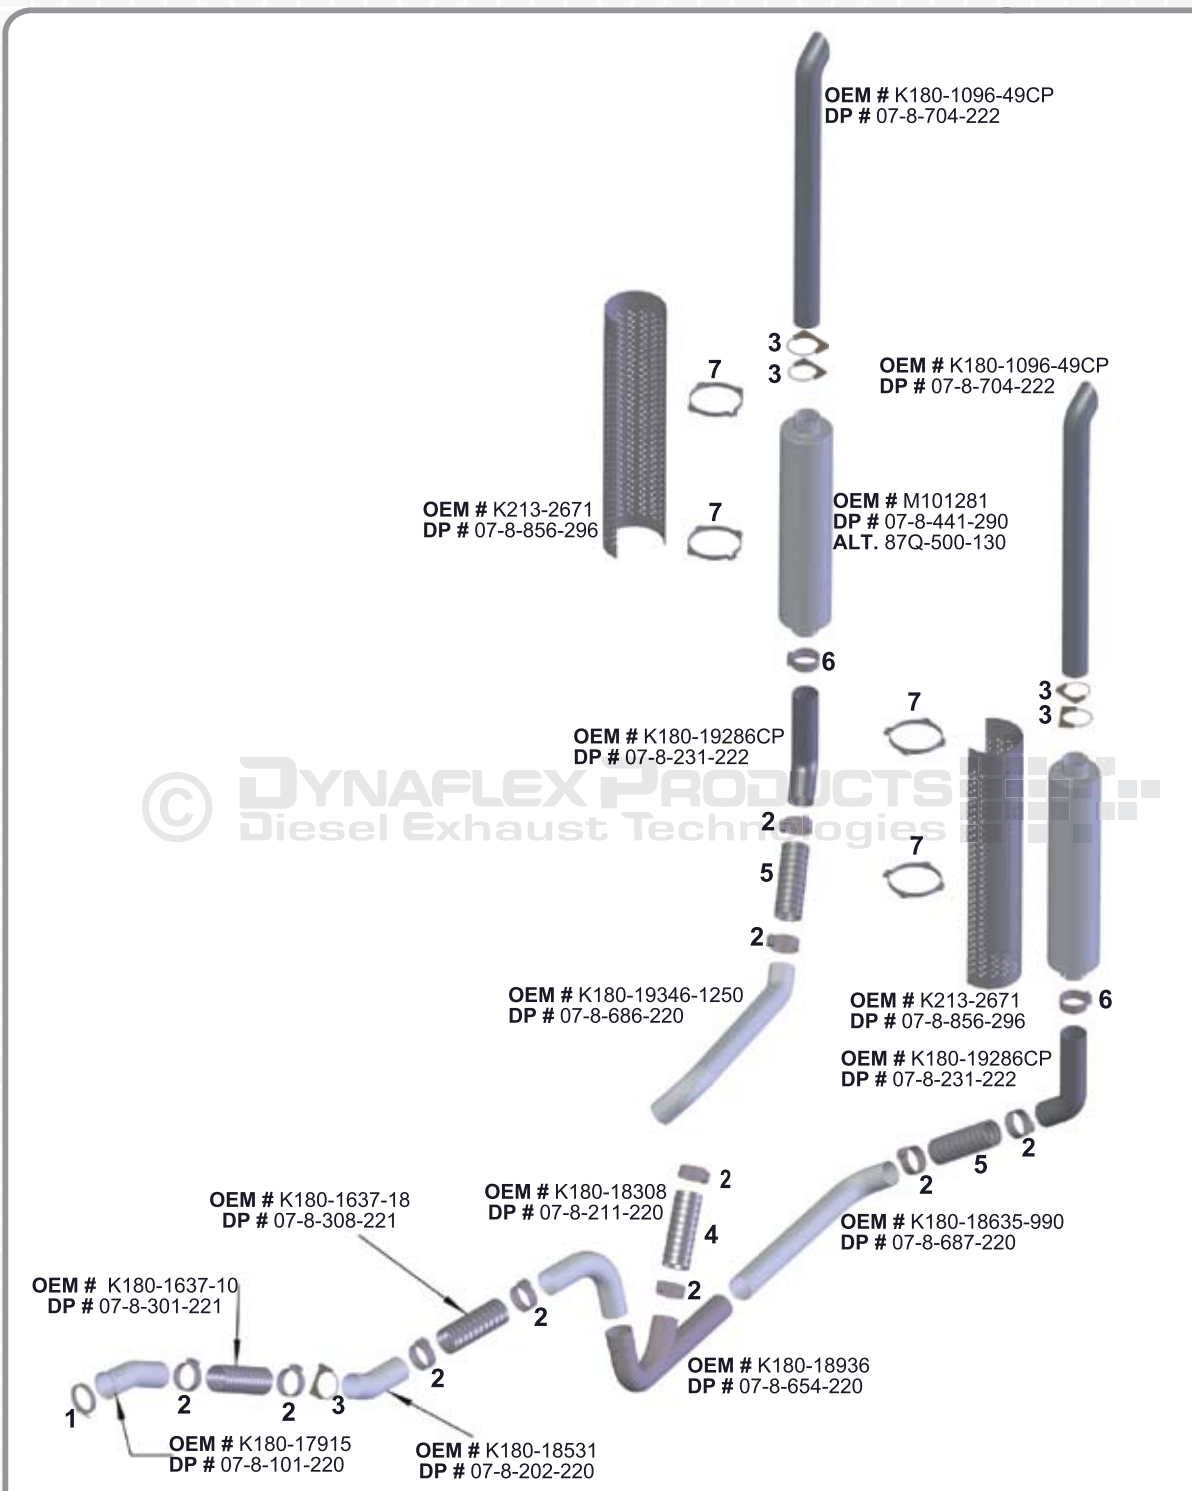 OEM # K180-1096-49CP
DP # 07-8-704-222
3
3
7
OEM # K180-1096-49CP
DP # 07-8-704-222
OEM # K213-2671
DP # 07-8-856-296
7
OEM # M101281
DP # 07-8-441-290
ALT. 87Q-500-130
6
3
3
7
OEM # K180-19286CP
DP # 07-8-231-222
© DYNAFLEX PRODUCTS
Diesel Exhaust Technologies
2
7
5
2
OEM # K180-19346-1250
DP # 07-8-686-220
OEM # K213-2671
DP # 07-8-856-296
6
OEM # K180-19286CP
DP # 07-8-231-222
2
5
2
2
OEM # K180-1637-18
DP # 07-8-308-221
OEM # K180-18308
DP # 07-8-211-220
4
OEM # K180-18635-990
DP # 07-8-687-220
OEM # K180-1637-10
DP # 07-8-301-221
2
2
OEM # K180-18936
DP # 07-8-654-220
2
1
2
2
3
OEM # K180-17915
DP # 07-8-101-220
OEM # K180-18531
DP # 07-8-202-220